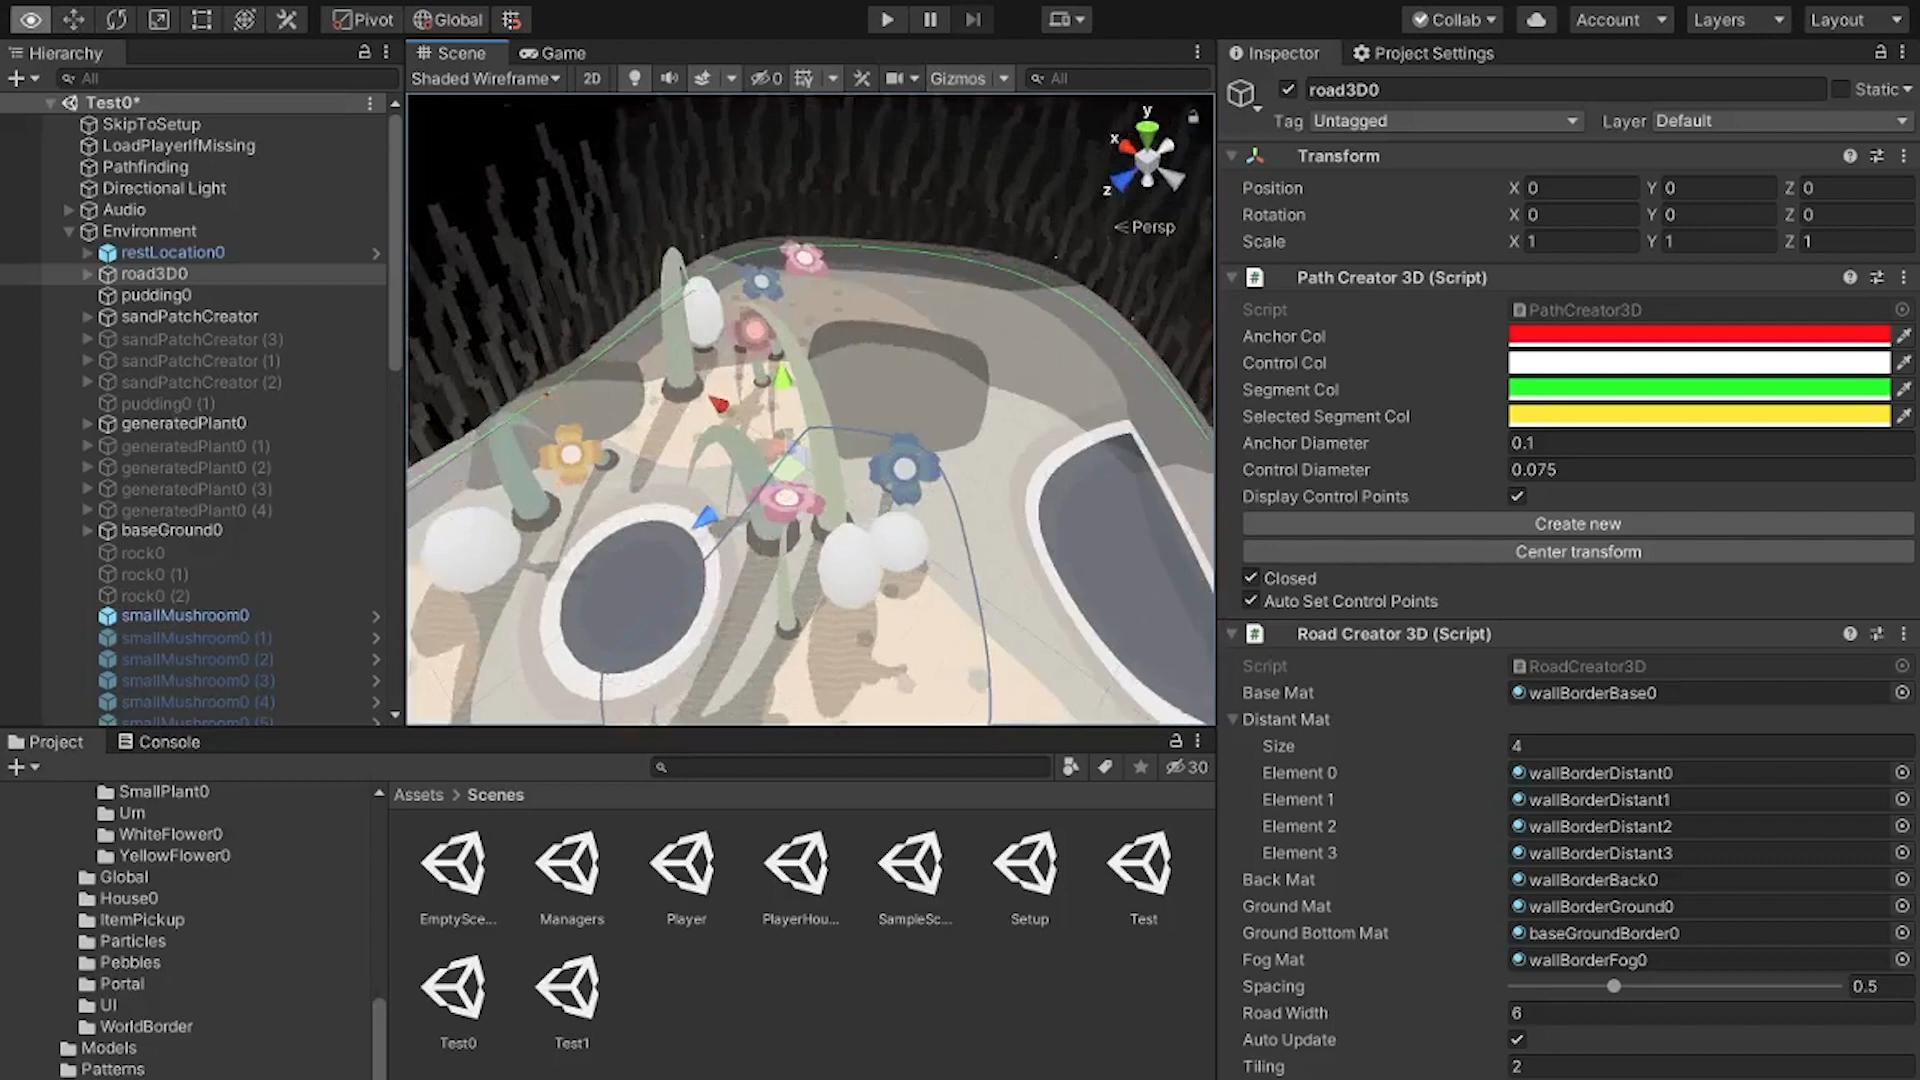 Pivot
Global
Collab
Account
Layers
Layout
Hierarchy
All
Test0*
SkipToSetup
LoadPlayerIfMissing
Pathfinding
Directional Light
Audio
Environment
restLocation0
road3D0
pudding0
sandPatchCreator
sandPatchCreator (3)
sandPatchCreator (1)
sandPatchCreator (2)
pudding0 (1)
generatedPlant0
generatedPlant0 (1)
generatedPlant0 (2)
generatedPlant0 (3)
generatedPlant0 (4)
baseGround0
rock0
rock0 (1)
rock0 (2)
smallMushroom0
smallMushroom0 (1)
smallMushroom0 (2)
smallMushroom0 (3)
smallMushroom0 (4)
smallMushroom0 (5)
Scene
Game
Shaded Wireframe
2D
0
Gizmos
All
y
x
z
Persp
Inspector
Project Settings
road3D0
Static
Tag Untagged
Layer Default
Transform
Position X 0 Y 0 Z 0
Rotation X 0 Y 0 Z 0
Scale X 1 Y 1 Z 1
# Path Creator 3D (Script)
Script PathCreator3D
Anchor Col
Control Col
Segment Col
Selected Segment Col
Anchor Diameter 0.1
Control Diameter 0.075
Display Control Points
Create new
Center transform
Closed
Auto Set Control Points
# Road Creator 3D (Script)
Script RoadCreator3D
Base Mat wallBorderBase0
Distant Mat
Size 4
Element 0 wallBorderDistant0
Element 1 wallBorderDistant1
Element 2 wallBorderDistant2
Element 3 wallBorderDistant3
Back Mat wallBorderBack0
Ground Mat wallBorderGround0
Ground Bottom Mat baseGroundBorder0
Fog Mat wallBorderFog0
Spacing 0.5
Road Width 6
Auto Update
Tiling 2
Project
Console
30
SmallPlant0
Urn
WhiteFlower0
YellowFlower0
Global
House0
ItemPickup
Particles
Pebbles
Portal
UI
WorldBorder
Models
Patterns
Assets > Scenes
EmptySce...
Managers
Player
PlayerHou...
SampleSc...
Setup
Test
Test0
Test1